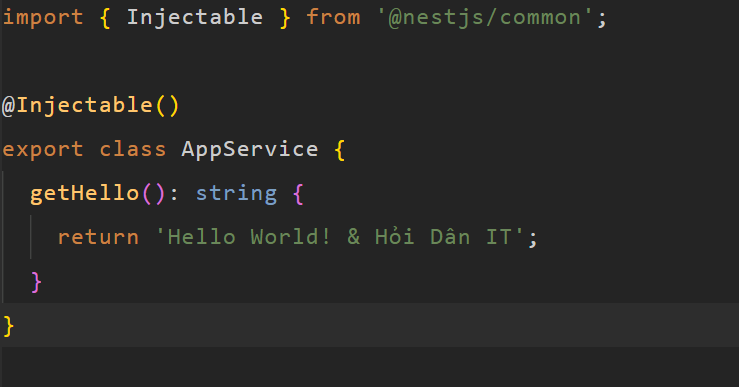 import { Injectable } from '@nestjs/common';
@Injectable()
export class AppService {
getHello(): string {
return 'Hello World! & Hỏi Dân IT';
}
}